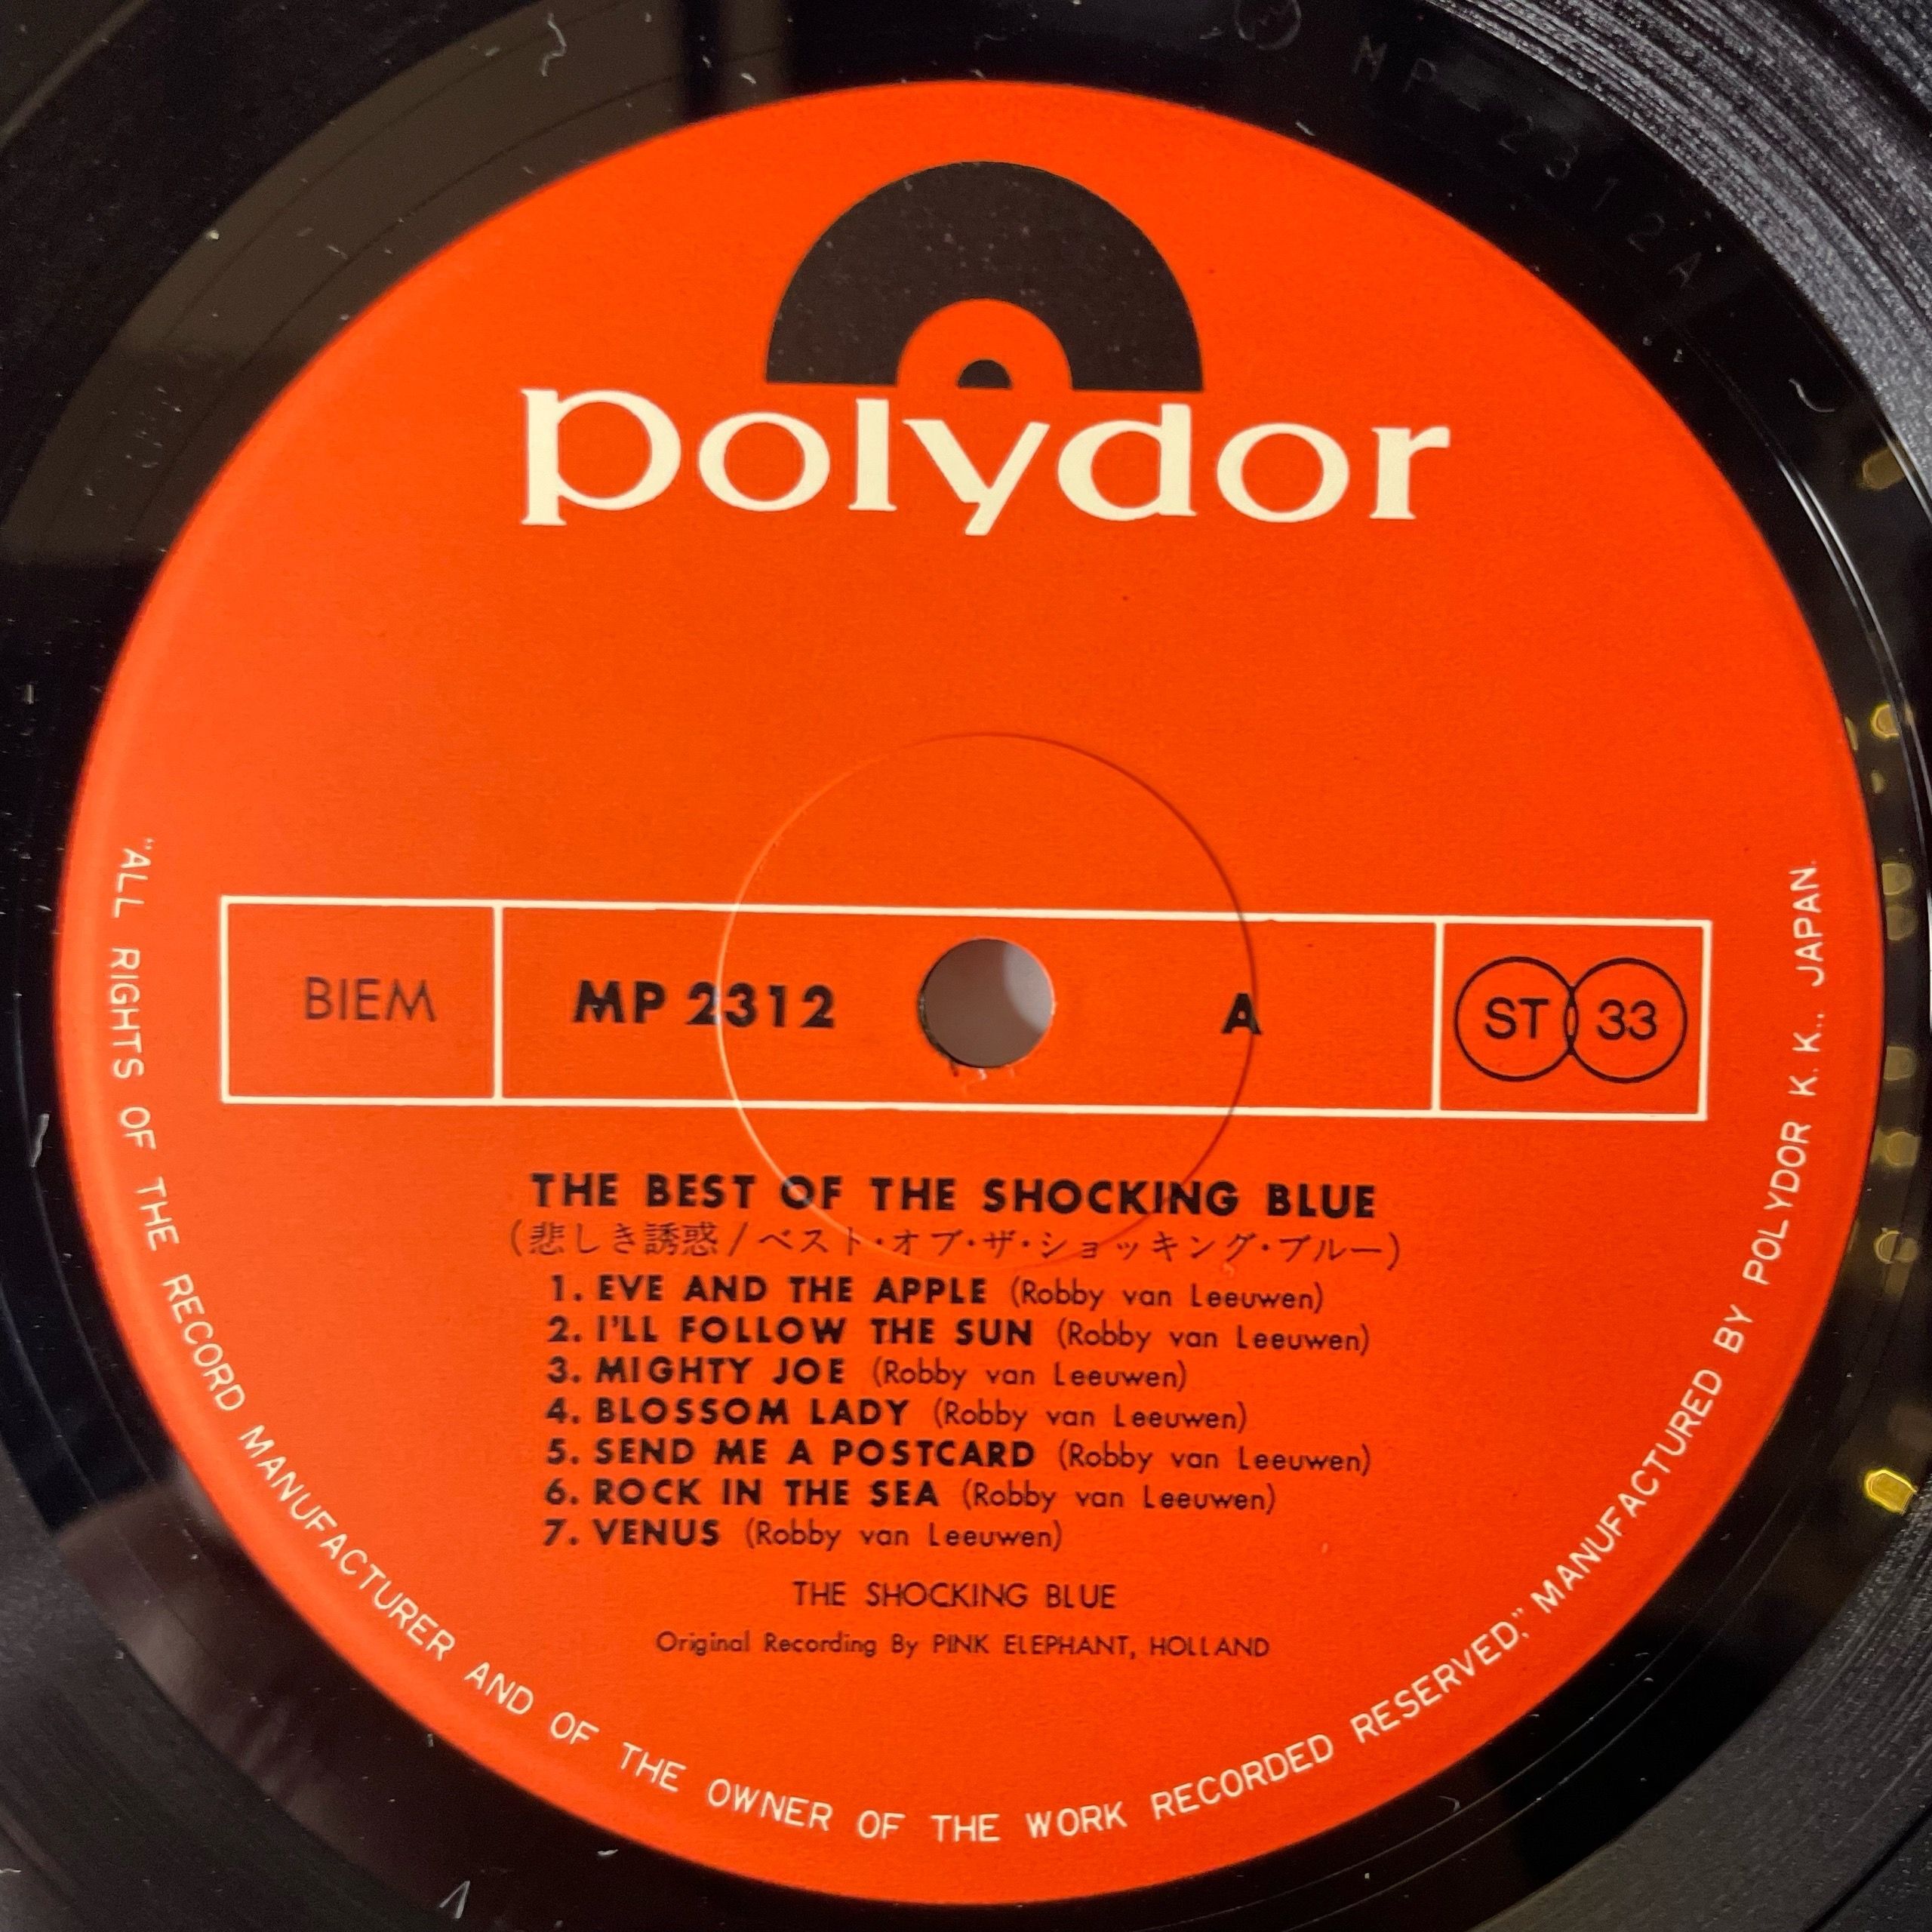 MP 2312 A
polydor
BIEM
MP 2312
A
ST 33
THE BEST OF THE SHOCKING BLUE
(悲しき誘惑/ベスト・オブ・ザ・ショッキング・ブルー)
1. EVE AND THE APPLE (Robby van Leeuwen)
2. I'LL FOLLOW THE SUN (Robby van Leeuwen)
3. MIGHTY JOE (Robby van Leeuwen)
4. BLOSSOM LADY (Robby van Leeuwen)
5. SEND ME A POSTCARD (Robby van Leeuwen)
6. ROCK IN THE SEA (Robby van Leeuwen)
7. VENUS (Robby van Leeuwen)
THE SHOCKING BLUE
Original Recording By PINK ELEPHANT, HOLLAND
"ALL RIGHTS OF THE RECORD MANUFACTURER AND OF THE OWNER OF THE WORK RECORDED RESERVED," MANUFACTURED BY POLYDOR K. K., JAPAN.